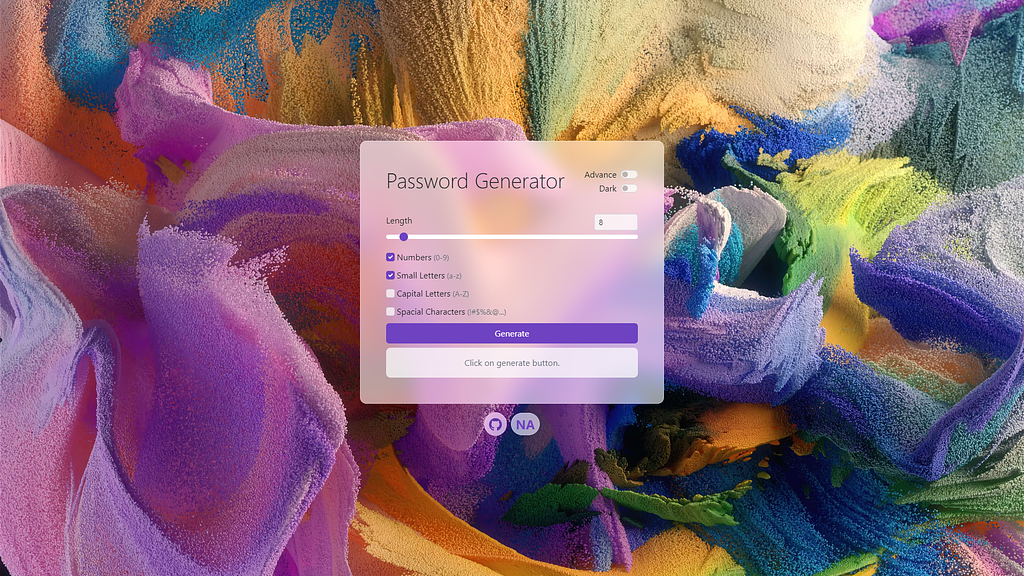 Password Generator
Advance
Dark
Length
8
Numbers (0-9)
Small Letters (a-z)
Capital Letters (A-Z)
Spacial Characters (!#$%&@...)
Generate
Click on generate button.
NA